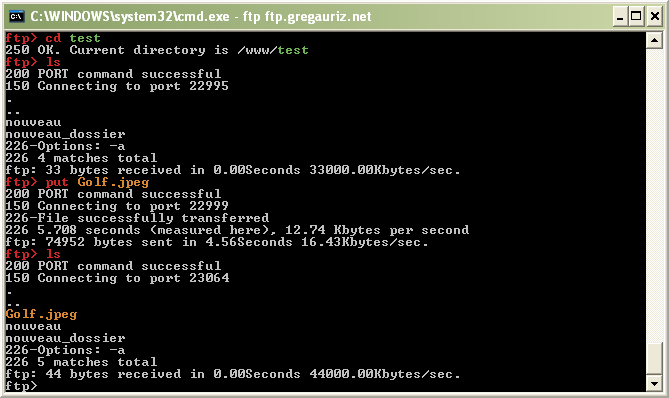 C:\WINDOWS\system32\cmd.exe - ftp ftp.gregauriz.net
ftp> cd test
250 OK. Current directory is /www/test
ftp> ls
200 PORT command successful
150 Connecting to port 22995
.
..
nouveau
nouveau_dossier
226-Options: -a
226 4 matches total
ftp: 33 bytes received in 0.00Seconds 33000.00Kbytes/sec.
ftp> put Golf.jpeg
200 PORT command successful
150 Connecting to port 22999
226-File successfully transferred
226 5.708 seconds (measured here), 12.74 Kbytes per second
ftp: 74952 bytes sent in 4.56Seconds 16.43Kbytes/sec.
ftp> ls
200 PORT command successful
150 Connecting to port 23064
.
..
Golf.jpeg
nouveau
nouveau_dossier
226-Options: -a
226 5 matches total
ftp: 44 bytes received in 0.00Seconds 44000.00Kbytes/sec.
ftp>